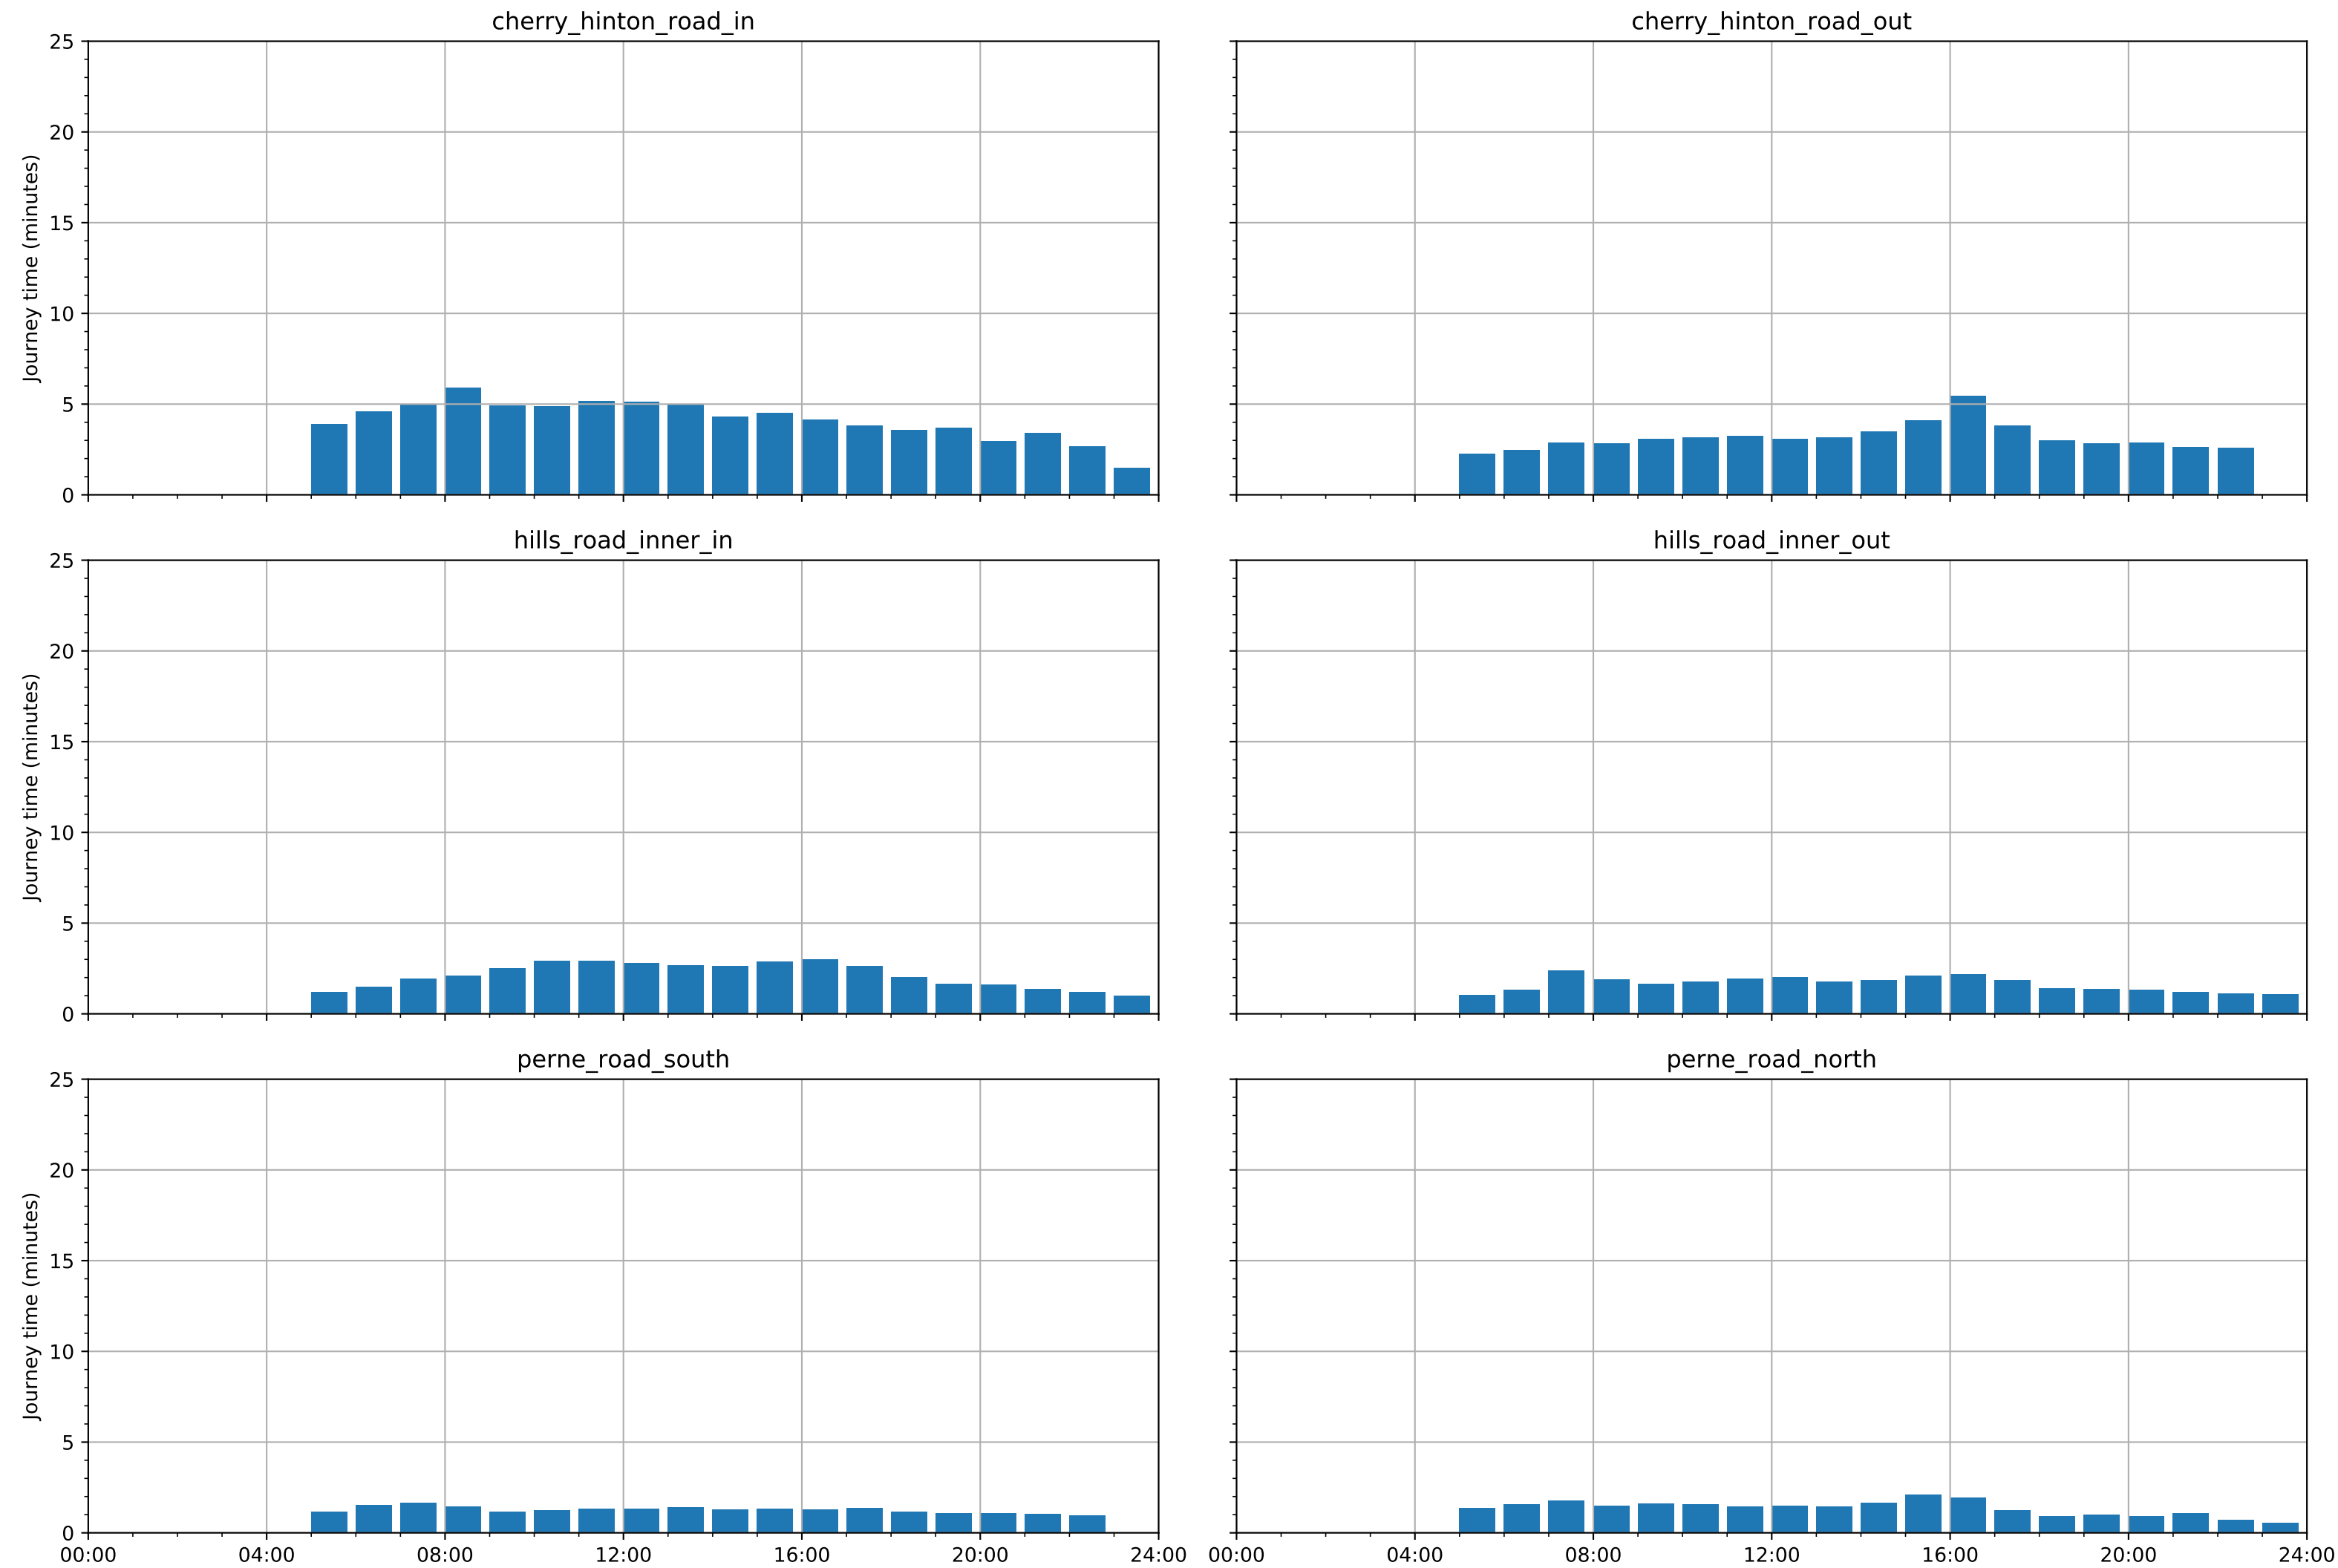 cherry_hinton_road_in
cherry_hinton_road_out
25
20
15
10
5
0
Journey time (minutes)
hills_road_inner_in
hills_road_inner_out
25
20
15
10
5
0
Journey time (minutes)
perne_road_south
perne_road_north
25
20
15
10
5
0
Journey time (minutes)
00:00 04:00 08:00 12:00 16:00 20:00 24:00
00:00 04:00 08:00 12:00 16:00 20:00 24:00